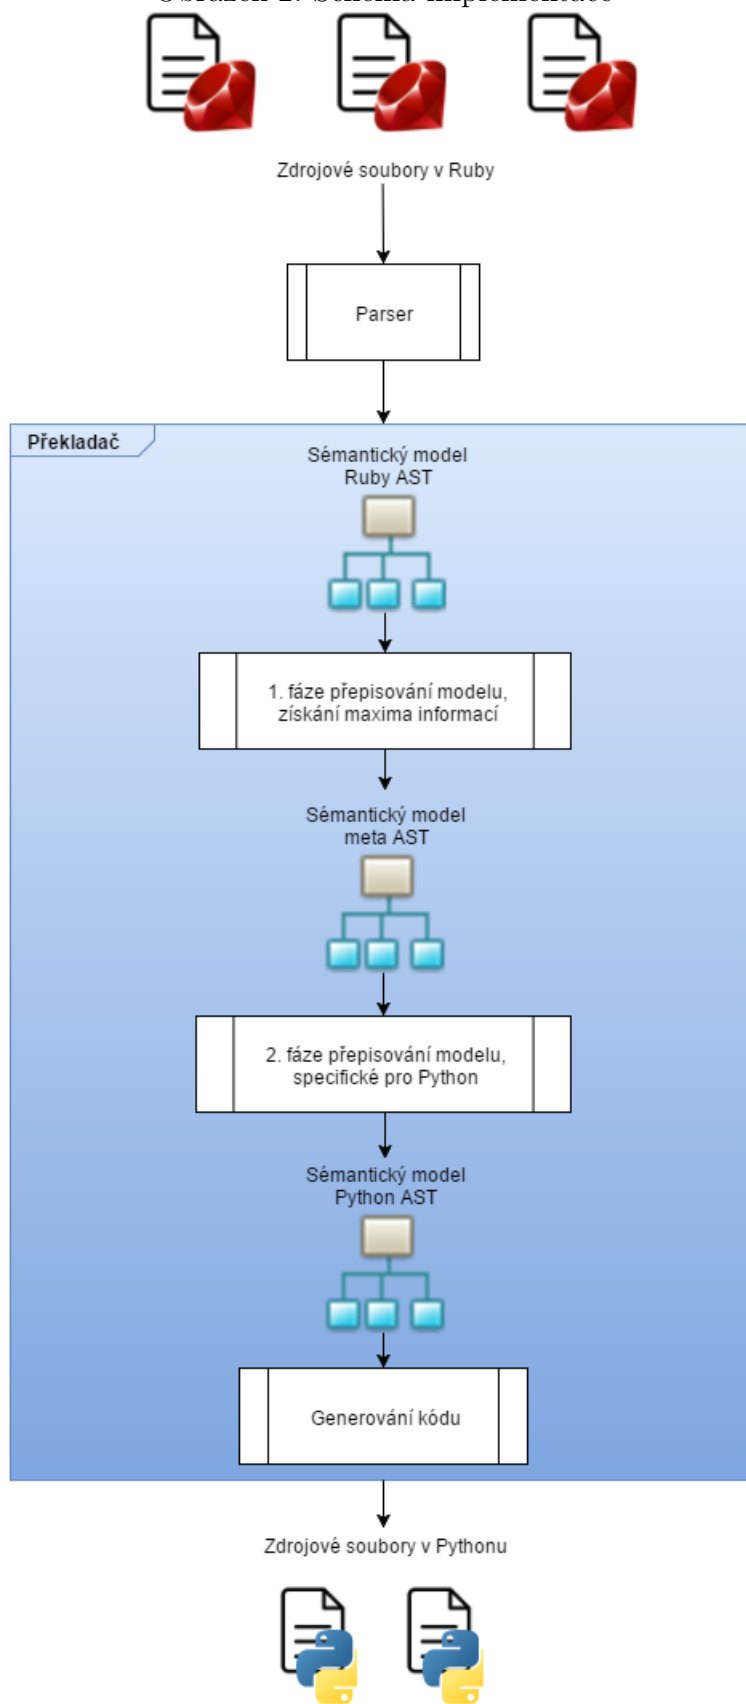 Zdrojové soubory v Ruby
Parser
Překladač
Sémantický model
Ruby AST
1. fáze přepisování modelu,
získání maxima informací
Sémantický model
meta AST
2. fáze přepisování modelu,
specifické pro Python
Sémantický model
Python AST
Generování kódu
Zdrojové soubory v Pythonu